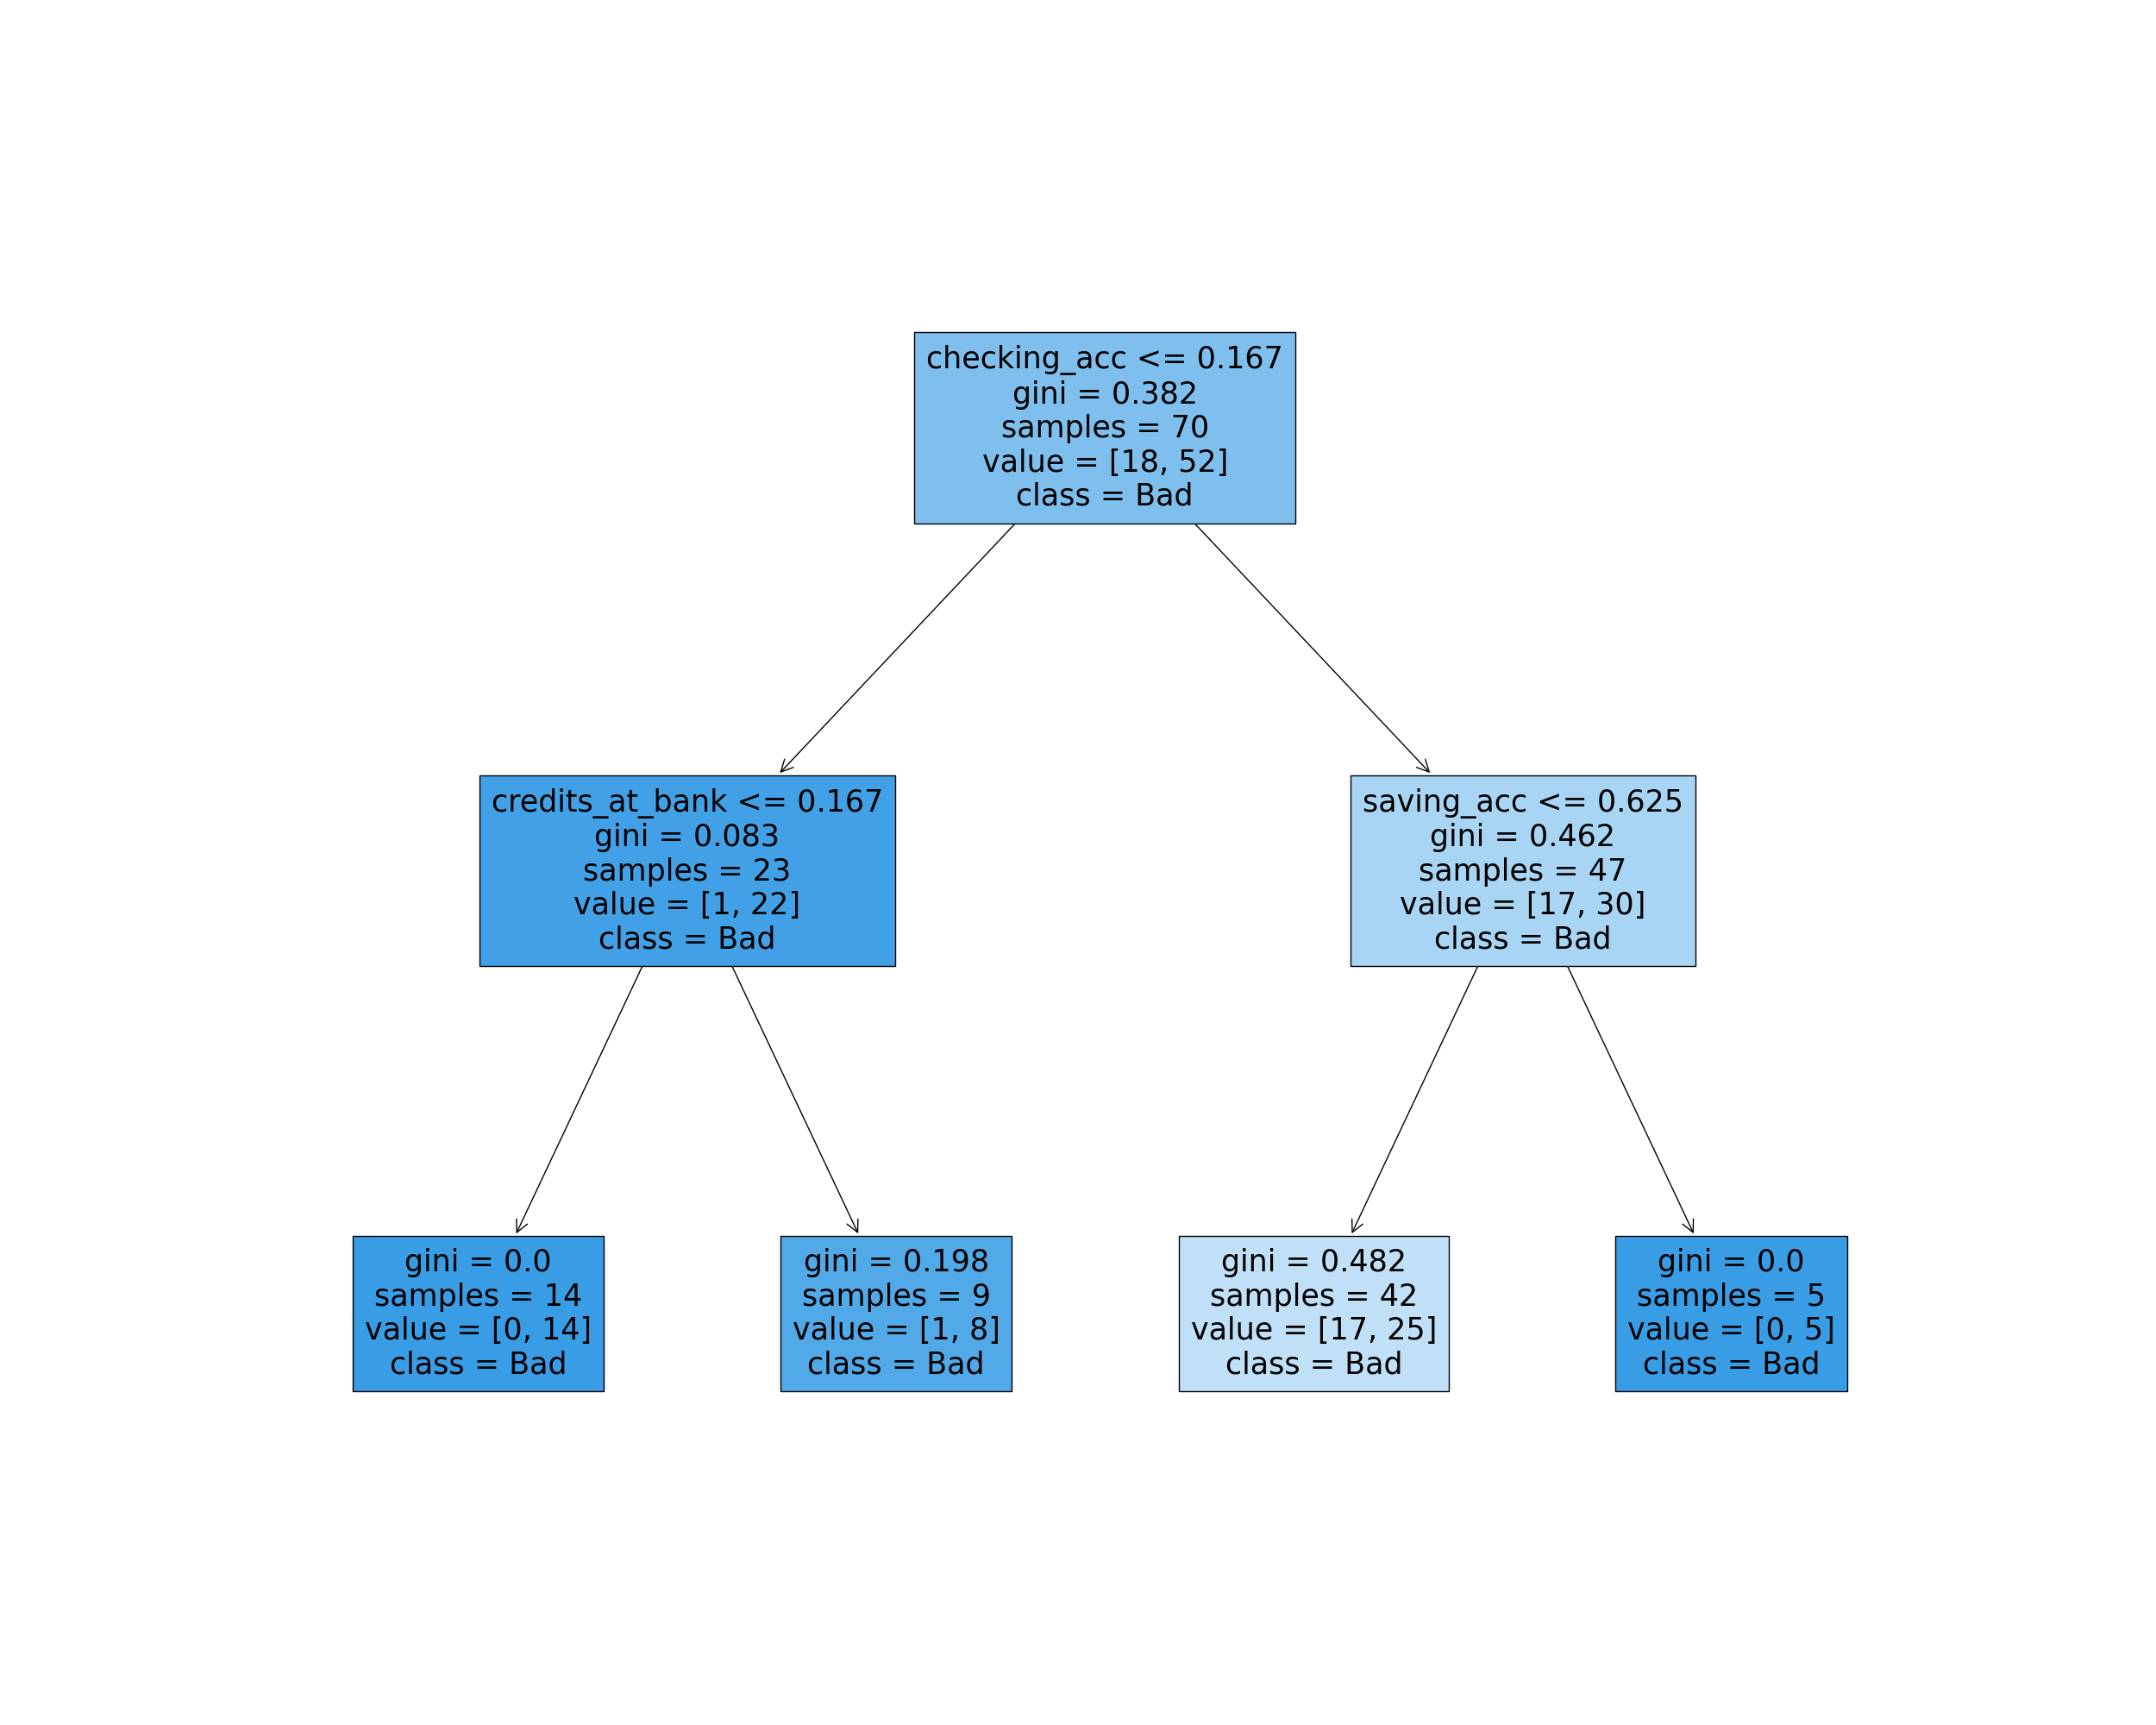 checking_acc <= 0.167
gini = 0.382
samples = 70
value = [18, 52]
class = Bad
credits_at_bank <= 0.167
gini = 0.083
samples = 23
value = [1, 22]
class = Bad
saving_acc <= 0.625
gini = 0.462
samples = 47
value = [17, 30]
class = Bad
gini = 0.0
samples = 14
value = [0, 14]
class = Bad
gini = 0.198
samples = 9
value = [1, 8]
class = Bad
gini = 0.482
samples = 42
value = [17, 25]
class = Bad
gini = 0.0
samples = 5
value = [0, 5]
class = Bad